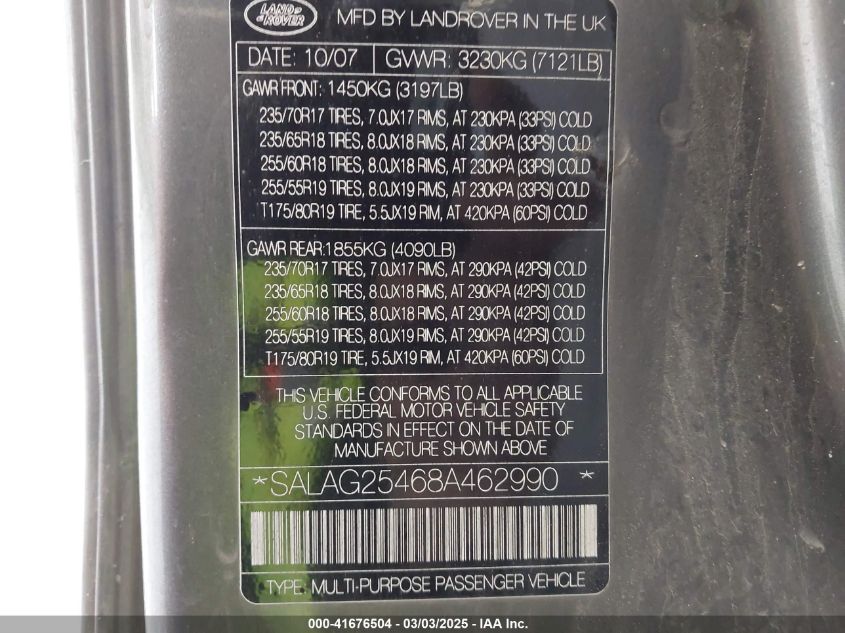 LAND
ROVER
MFD BY LANDROVER IN THE UK
DATE: 10/07 GVWR: 3230KG (7121LB)
GAWR FRONT: 1450KG (3197LB)
235/70R17 TIRES, 7.0JX17 RIMS, AT 230KPA (33PSI) COLD
235/65R18 TIRES, 8.0JX18 RIMS, AT 230KPA (33PSI) COLD
255/60R18 TIRES, 8.0JX18 RIMS, AT 230KPA (33PSI) COLD
255/55R19 TIRES, 8.0JX19 RIMS, AT 230KPA (33PSI) COLD
T175/80R19 TIRE, 5.5JX19 RIM, AT 420KPA (60PSI) COLD
GAWR REAR:1855KG (4090LB)
235/70R17 TIRES, 7.0JX17 RIMS, AT 290KPA (42PSI) COLD
235/65R18 TIRES, 8.0JX18 RIMS, AT 290KPA (42PSI) COLD
255/60R18 TIRES, 8.0JX18 RIMS, AT 290KPA (42PSI) COLD
255/55R19 TIRES, 8.0JX19 RIMS, AT 290KPA (42PSI) COLD
T175/80R19 TIRE, 5.5JX19 RIM, AT 420KPA (60PSI) COLD
THIS VEHICLE CONFORMS TO ALL APPLICABLE
U.S. FEDERAL MOTOR VEHICLE SAFETY
STANDARDS IN EFFECT ON THE DATE OF
MANUFACTURE SHOWN ABOVE
*SALAG25468A462990 *
TYPE: MULTI-PURPOSE PASSENGER VEHICLE
000-41676504 - 03/03/2025 - IAA, Inc.